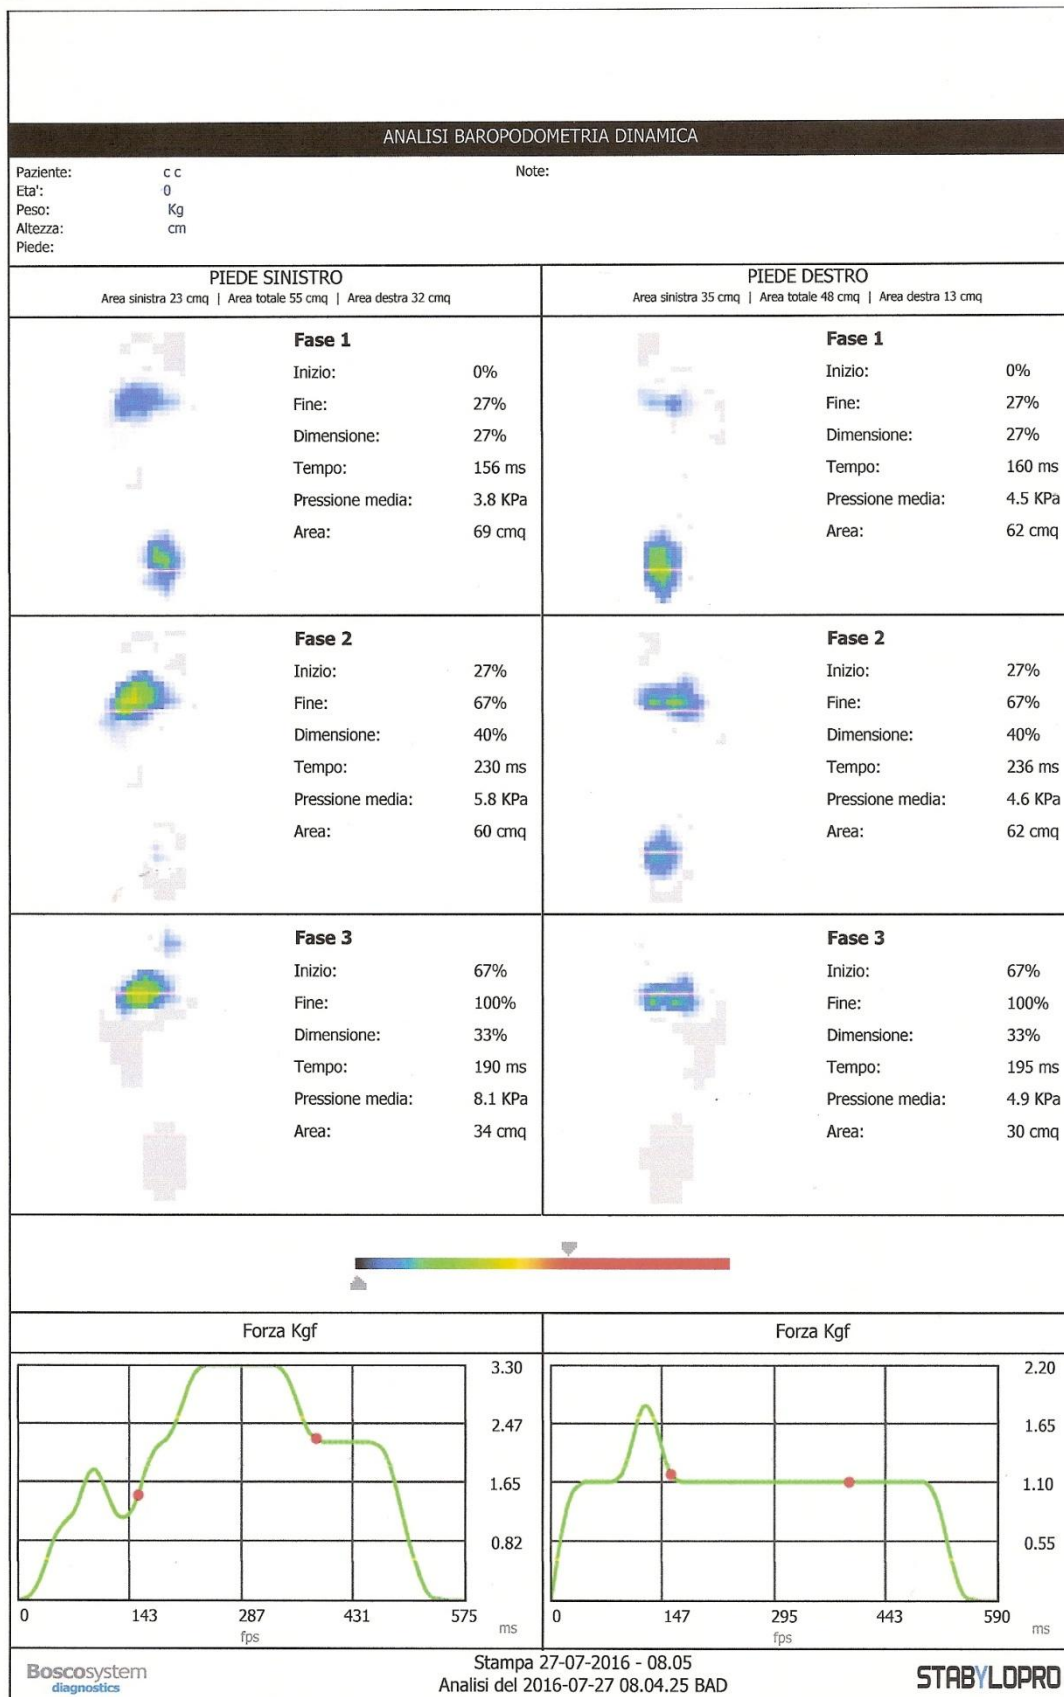 ANALISI BAROPODOMETRIA DINAMICA
Paziente: c c
Note:
Eta': 0
Peso: Kg
Altezza: cm
Piede:
PIEDE SINISTRO
Area sinistra 23 cmq | Area totale 55 cmq | Area destra 32 cmq
PIEDE DESTRO
Area sinistra 35 cmq | Area totale 48 cmq | Area destra 13 cmq
Fase 1
Inizio: 0%
Fine: 27%
Dimensione: 27%
Tempo: 156 ms
Pressione media: 3.8 KPa
Area: 69 cmq
Fase 1
Inizio: 0%
Fine: 27%
Dimensione: 27%
Tempo: 160 ms
Pressione media: 4.5 KPa
Area: 62 cmq
Fase 2
Inizio: 27%
Fine: 67%
Dimensione: 40%
Tempo: 230 ms
Pressione media: 5.8 KPa
Area: 60 cmq
Fase 2
Inizio: 27%
Fine: 67%
Dimensione: 40%
Tempo: 236 ms
Pressione media: 4.6 KPa
Area: 62 cmq
Fase 3
Inizio: 67%
Fine: 100%
Dimensione: 33%
Tempo: 190 ms
Pressione media: 8.1 KPa
Area: 34 cmq
Fase 3
Inizio: 67%
Fine: 100%
Dimensione: 33%
Tempo: 195 ms
Pressione media: 4.9 KPa
Area: 30 cmq
Forza Kgf
3.30
2.47
1.65
0.82
0 143 287 431 575
fps ms
Forza Kgf
2.20
1.65
1.10
0.55
0 147 295 443 590
fps ms
Boscosystem
diagnostics
Stampa 27-07-2016 - 08.05
Analisi del 2016-07-27 08.04.25 BAD
STABYLOPRO